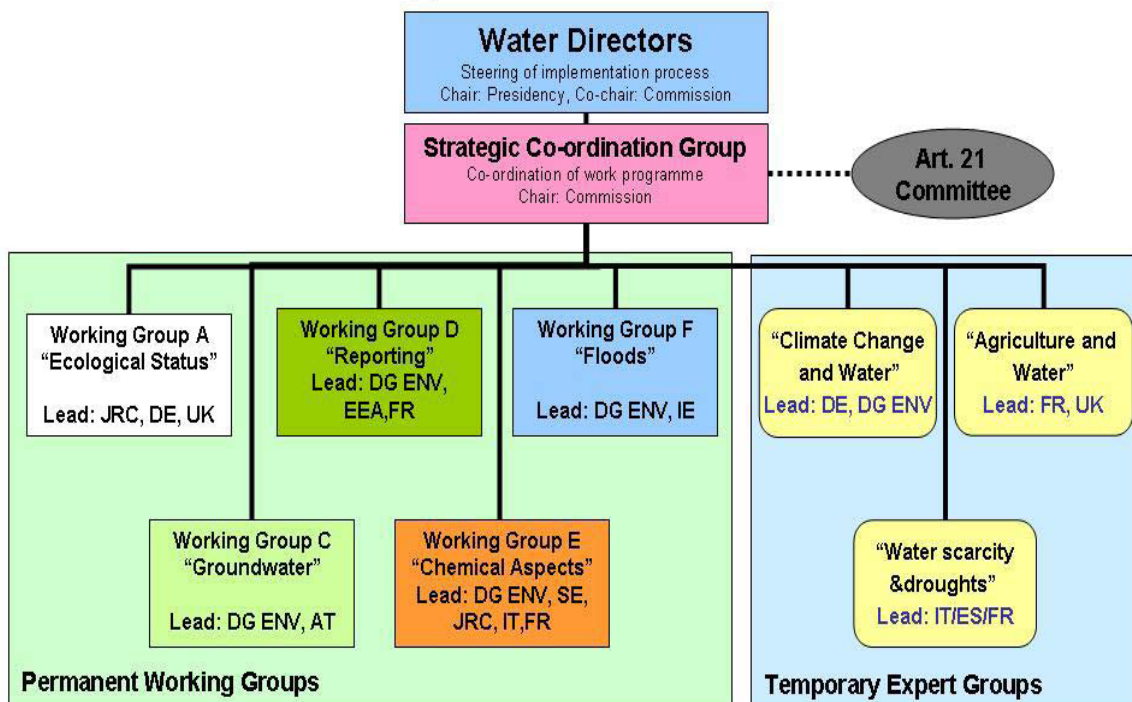 Water Directors
Steering of implementation process
Chair: Presidency, Co-chair: Commission
Strategic Co-ordination Group
Co-ordination of work programme
Chair: Commission
Art. 21
Committee
Working Group A
“Ecological Status”
Lead: JRC, DE, UK
Working Group D
“Reporting”
Lead: DG ENV,
EEA,FR
Working Group F
“Floods”
Lead: DG ENV, IE
“Climate Change
and Water”
Lead: DE, DG ENV
“Agriculture and
Water”
Lead: FR, UK
Working Group C
“Groundwater”
Lead: DG ENV, AT
Working Group E
“Chemical Aspects”
Lead: DG ENV, SE,
JRC, IT,FR
“Water scarcity
&droughts”
Lead: IT/ES/FR
Permanent Working Groups
Temporary Expert Groups